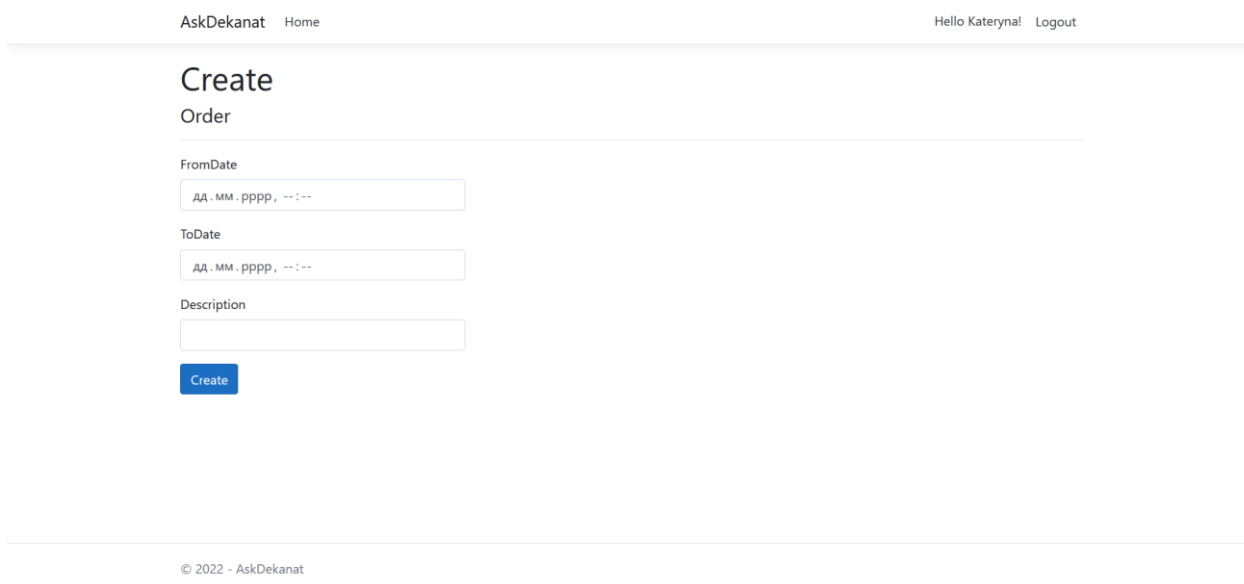 AskDekanat Home Hello Kateryna! Logout
Create
Order
FromDate
дд.мм.рррр, --:--
ToDate
дд.мм.рррр, --:--
Description
Create
© 2022 - AskDekanat